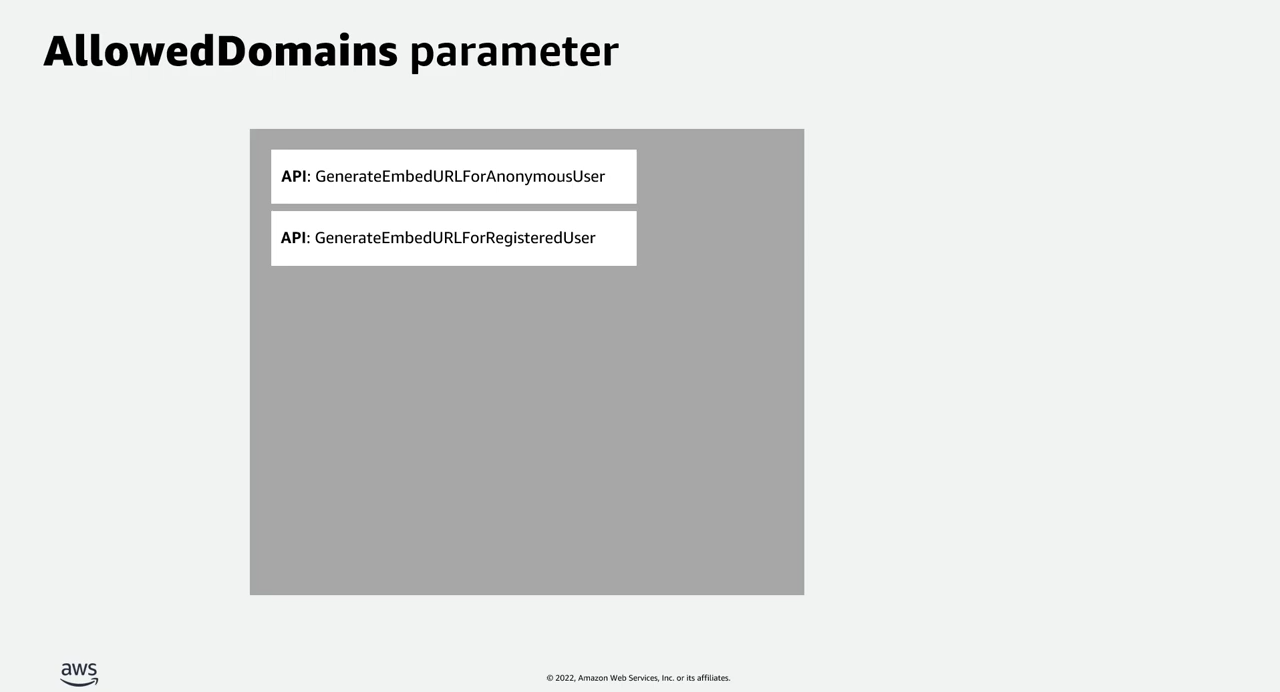 AllowedDomains parameter
API: GenerateEmbedURLForAnonymousUser
API: GenerateEmbedURLForRegisteredUser
aws
© 2022, Amazon Web Services, Inc. or its affiliates.